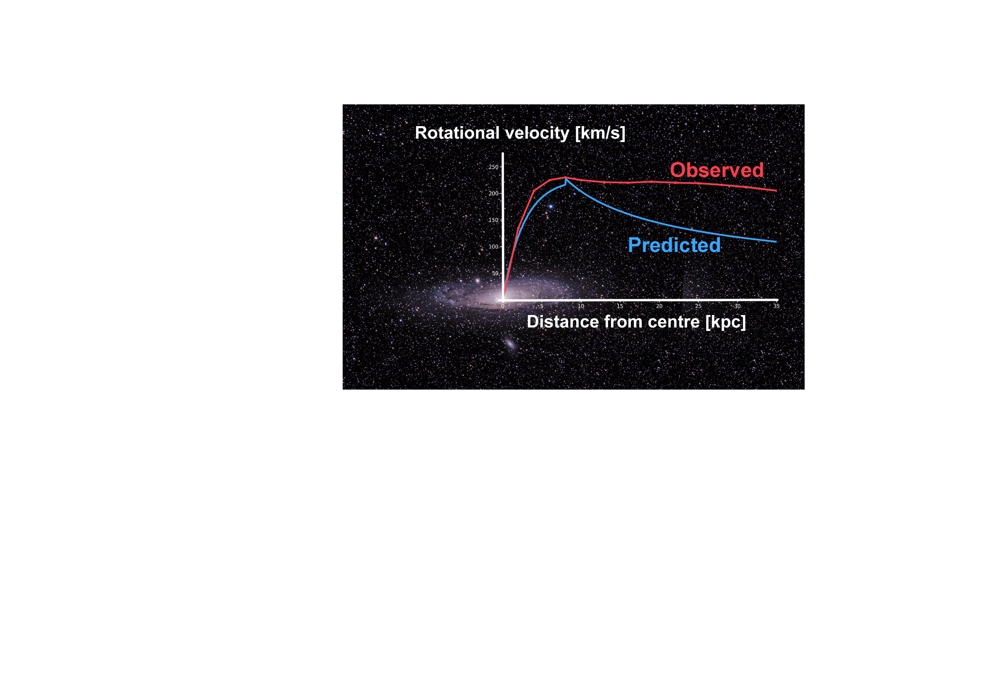 Rotational velocity [km/s]
250
Observed
200
150
Predicted
100
50
0
0 5 10 15 20 25 30 35
Distance from centre [kpc]